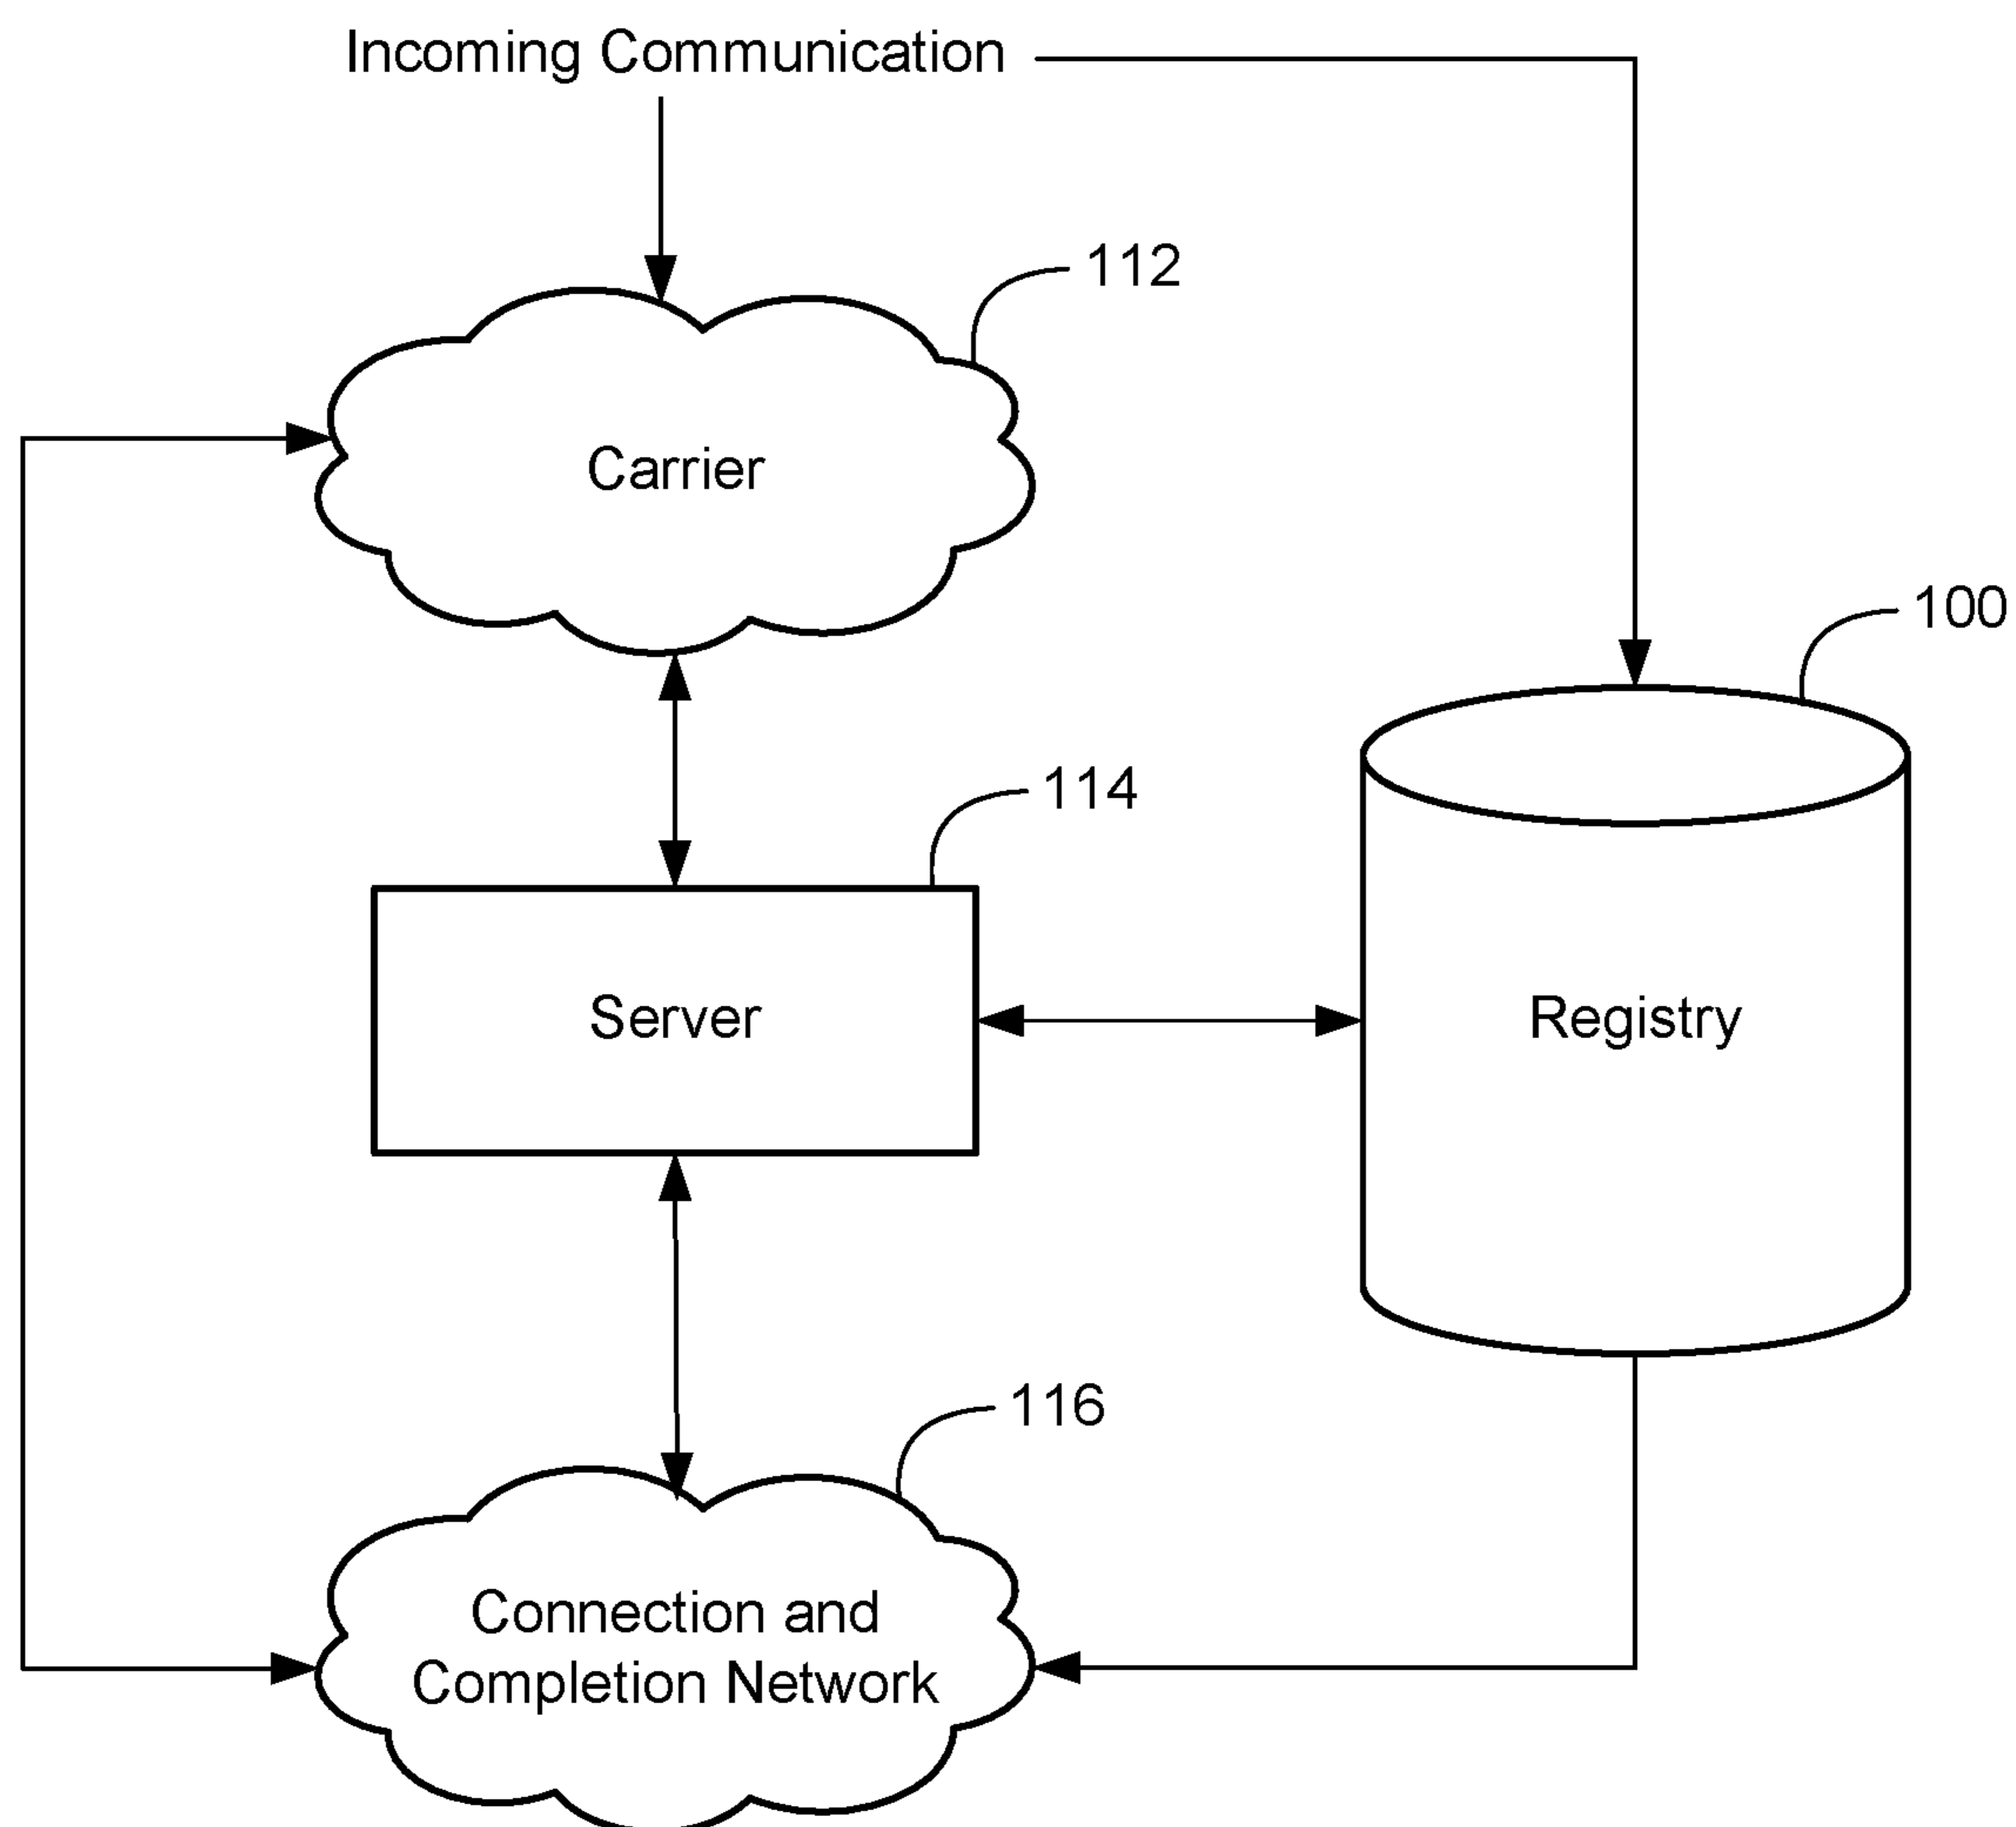 Incoming Communication
112
Carrier
100
114
Server
Registry
116
Connection and
Completion Network